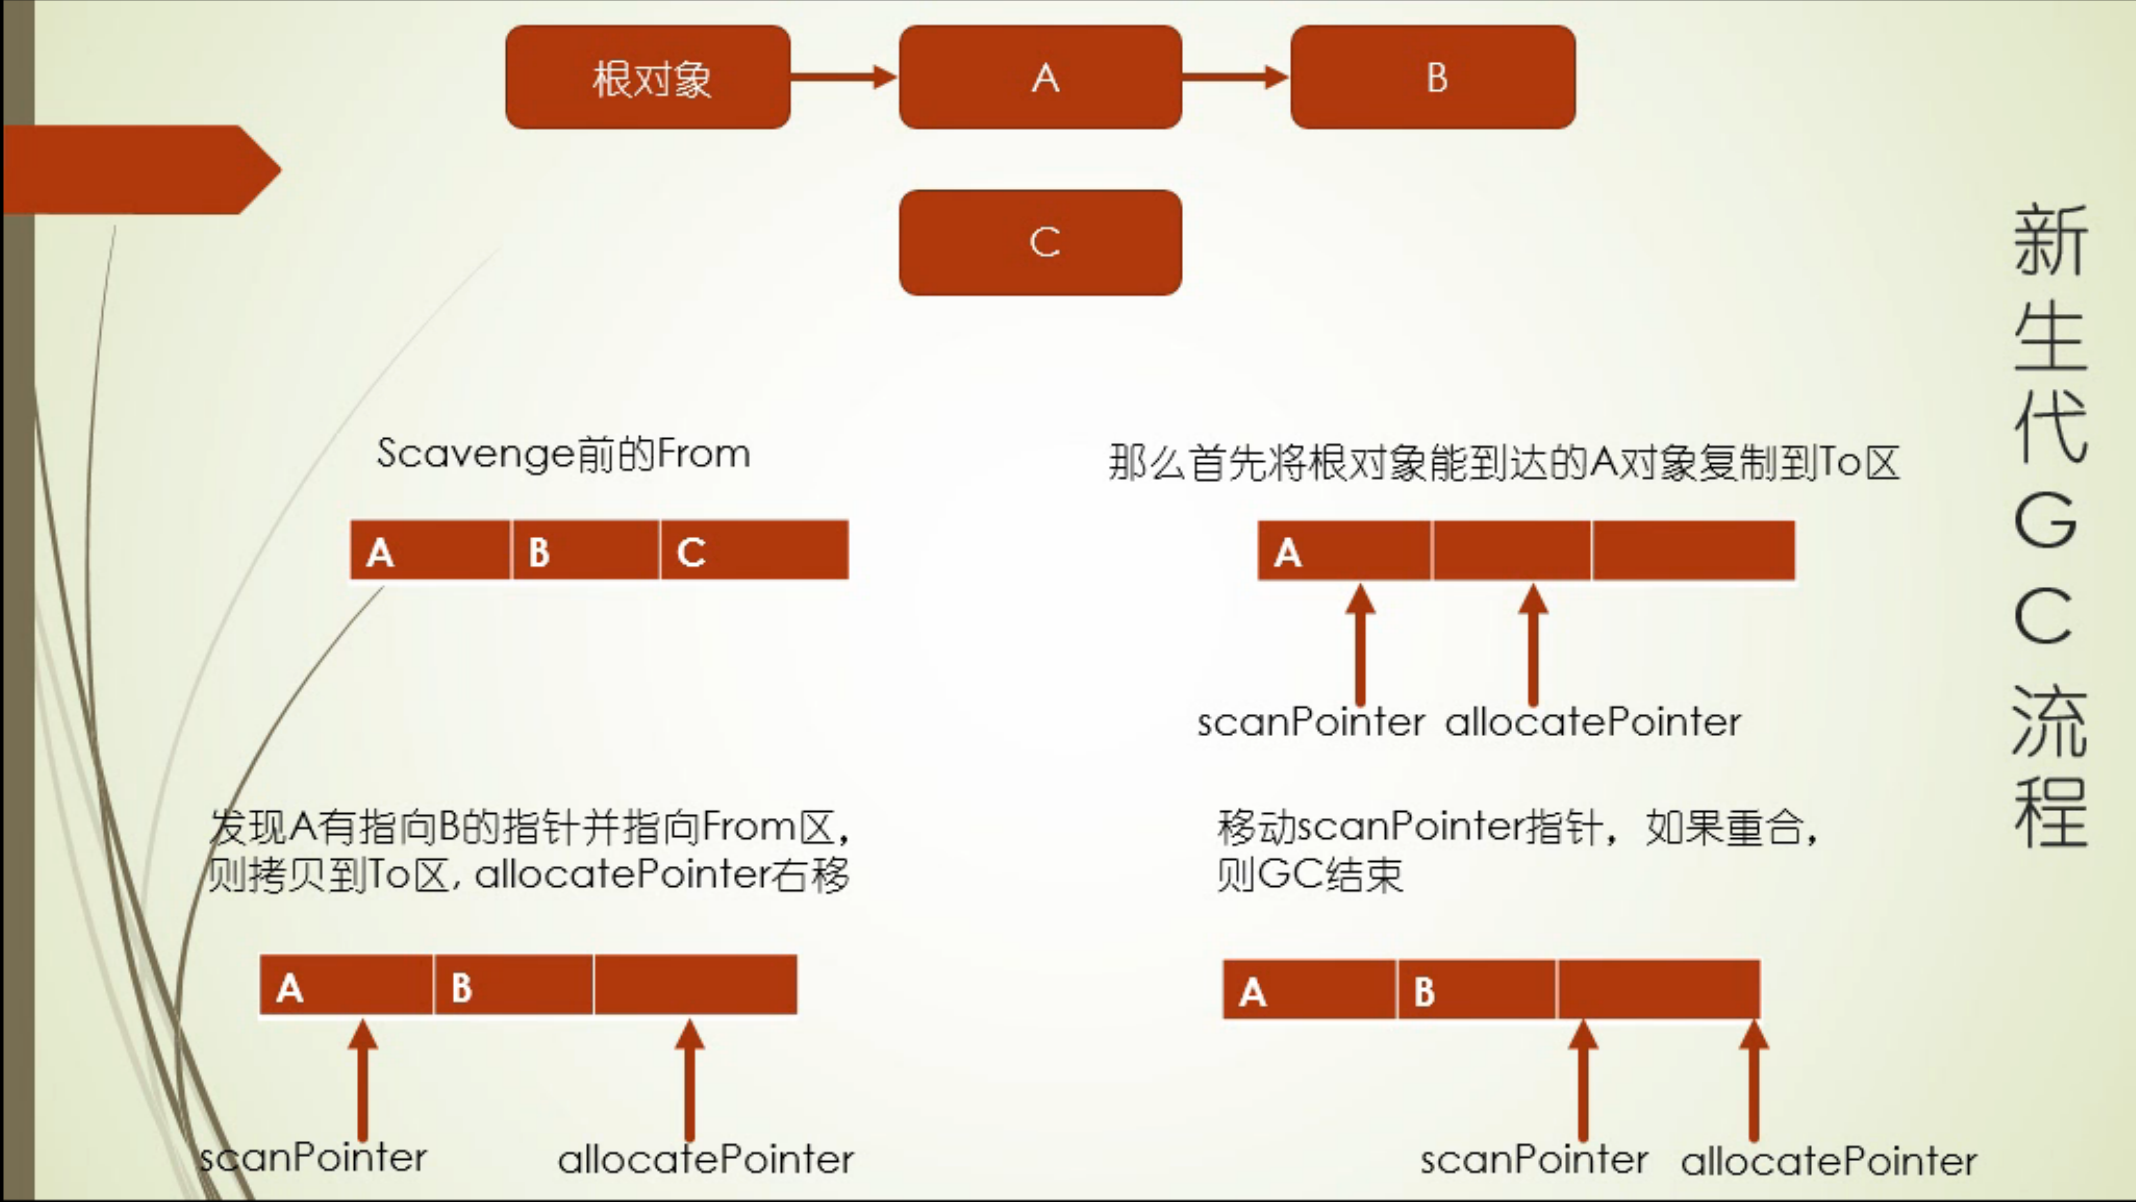 根对象
A
B
C
新生代GC流程
Scavenge前的From
A B C
那么首先将根对象能到达的A对象复制到To区
A
scanPointer allocatePointer
发现A有指向B的指针并指向From区，
则拷贝到To区, allocatePointer右移
A B
scanPointer allocatePointer
移动scanPointer指针，如果重合，
则GC结束
A B
scanPointer allocatePointer